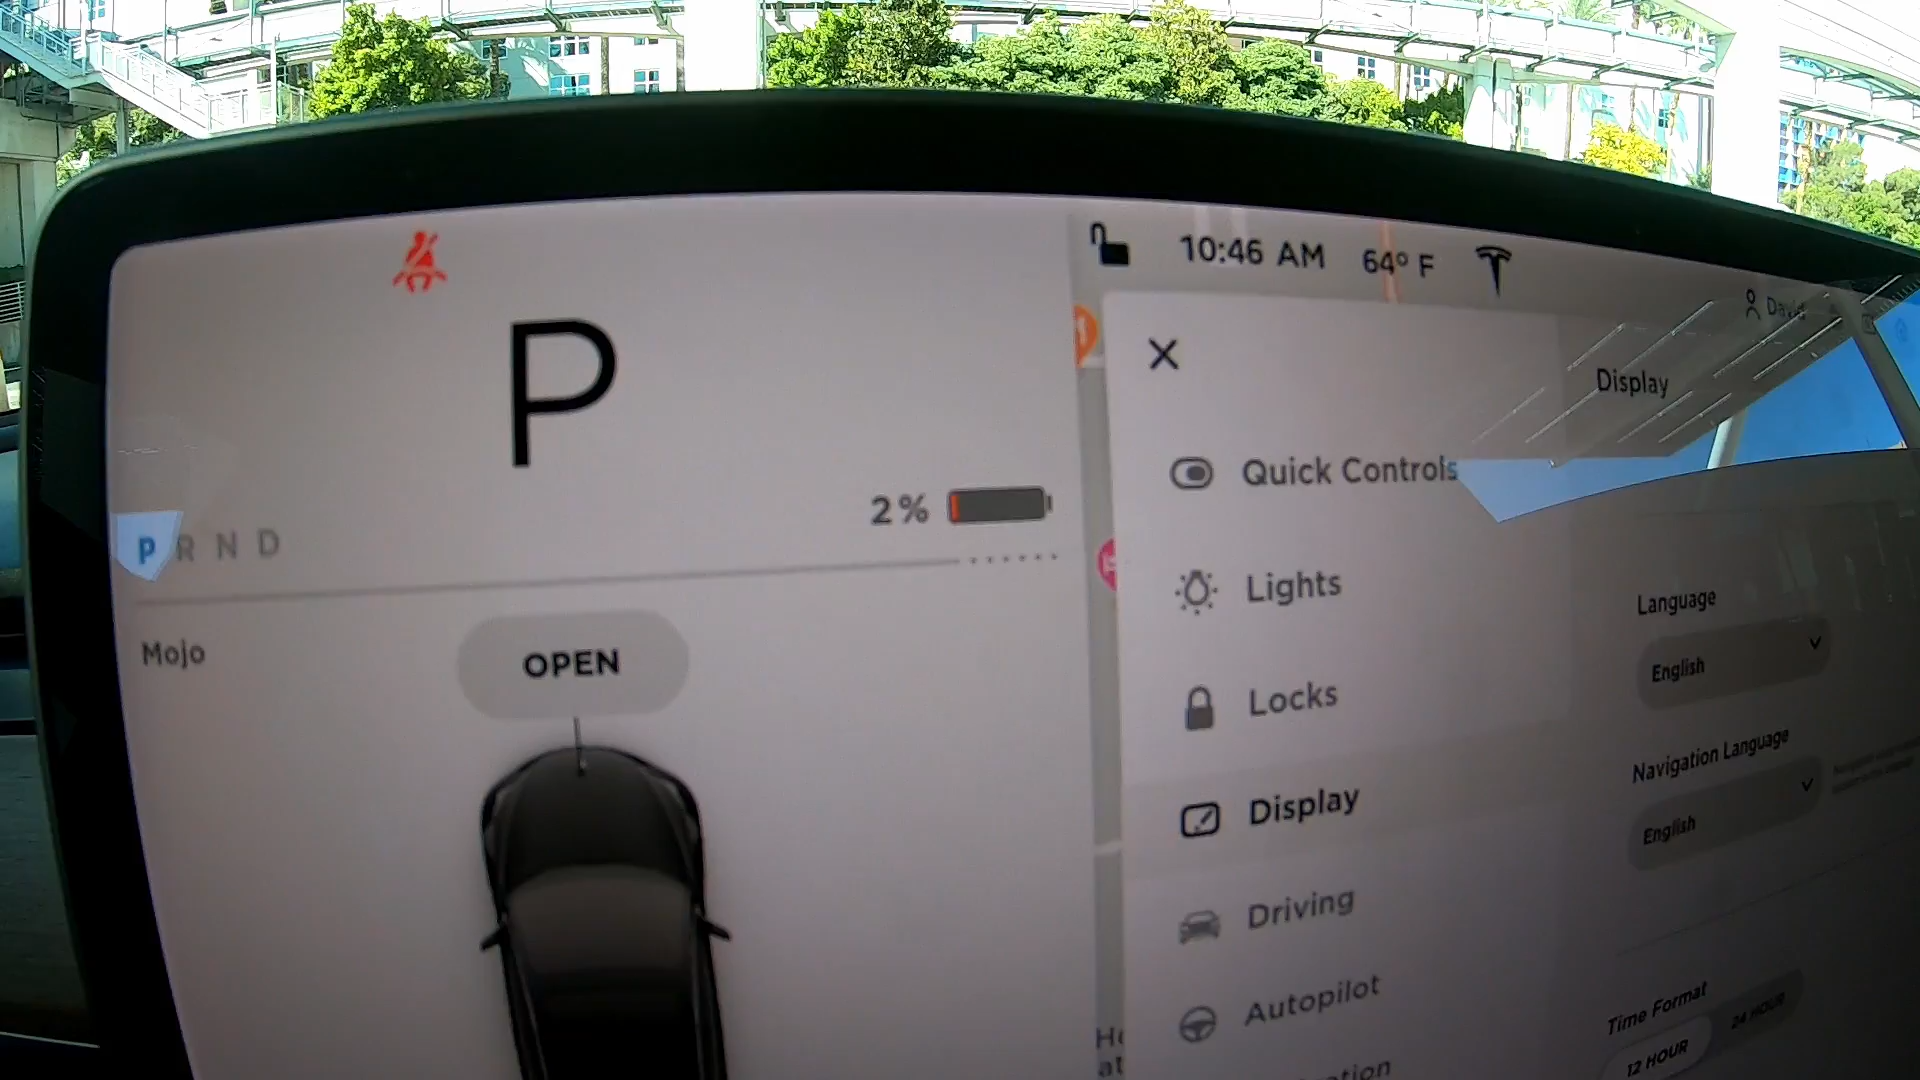 10:46 AM 64° F
P
David
Display
Quick Controls
2%
P R N D
Lights
Language
Mojo
OPEN
English
Locks
Navigation Language
Display
English
Driving
Autopilot
Time Format
12 HOUR
24 HOUR